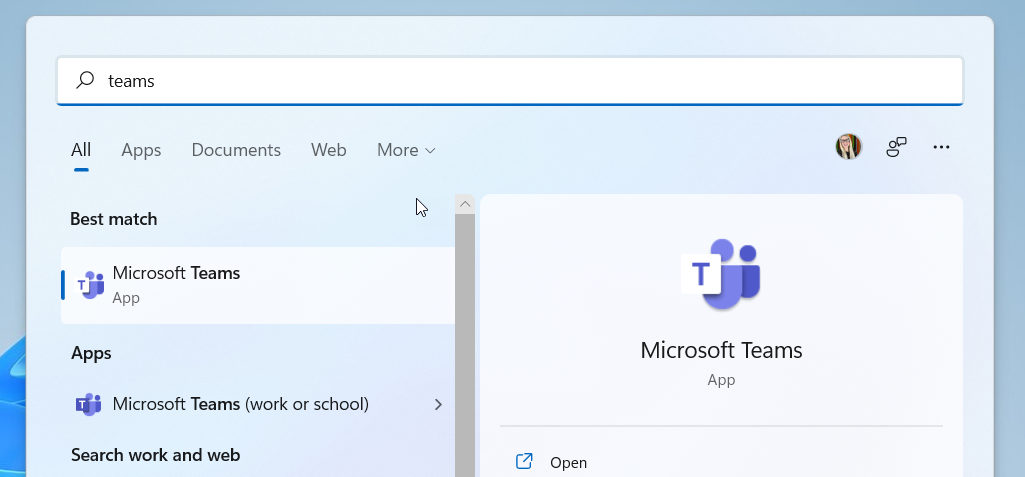 teams
All Apps Documents Web More
Best match
Microsoft Teams
App
Apps
Microsoft Teams (work or school)
Search work and web
T
Microsoft Teams
App
Open